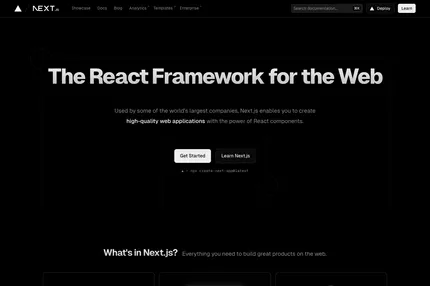 NEXT.JS Showcase Docs Blog Analytics Templates Enterprise Search documentation... ⌘K Deploy Learn
The React Framework for the Web
Used by some of the world's largest companies, Next.js enables you to create
high-quality web applications with the power of React components.
Get Started Learn Next.js
▲ ~ npx create-next-app@latest
What's in Next.js? Everything you need to build great products on the web.